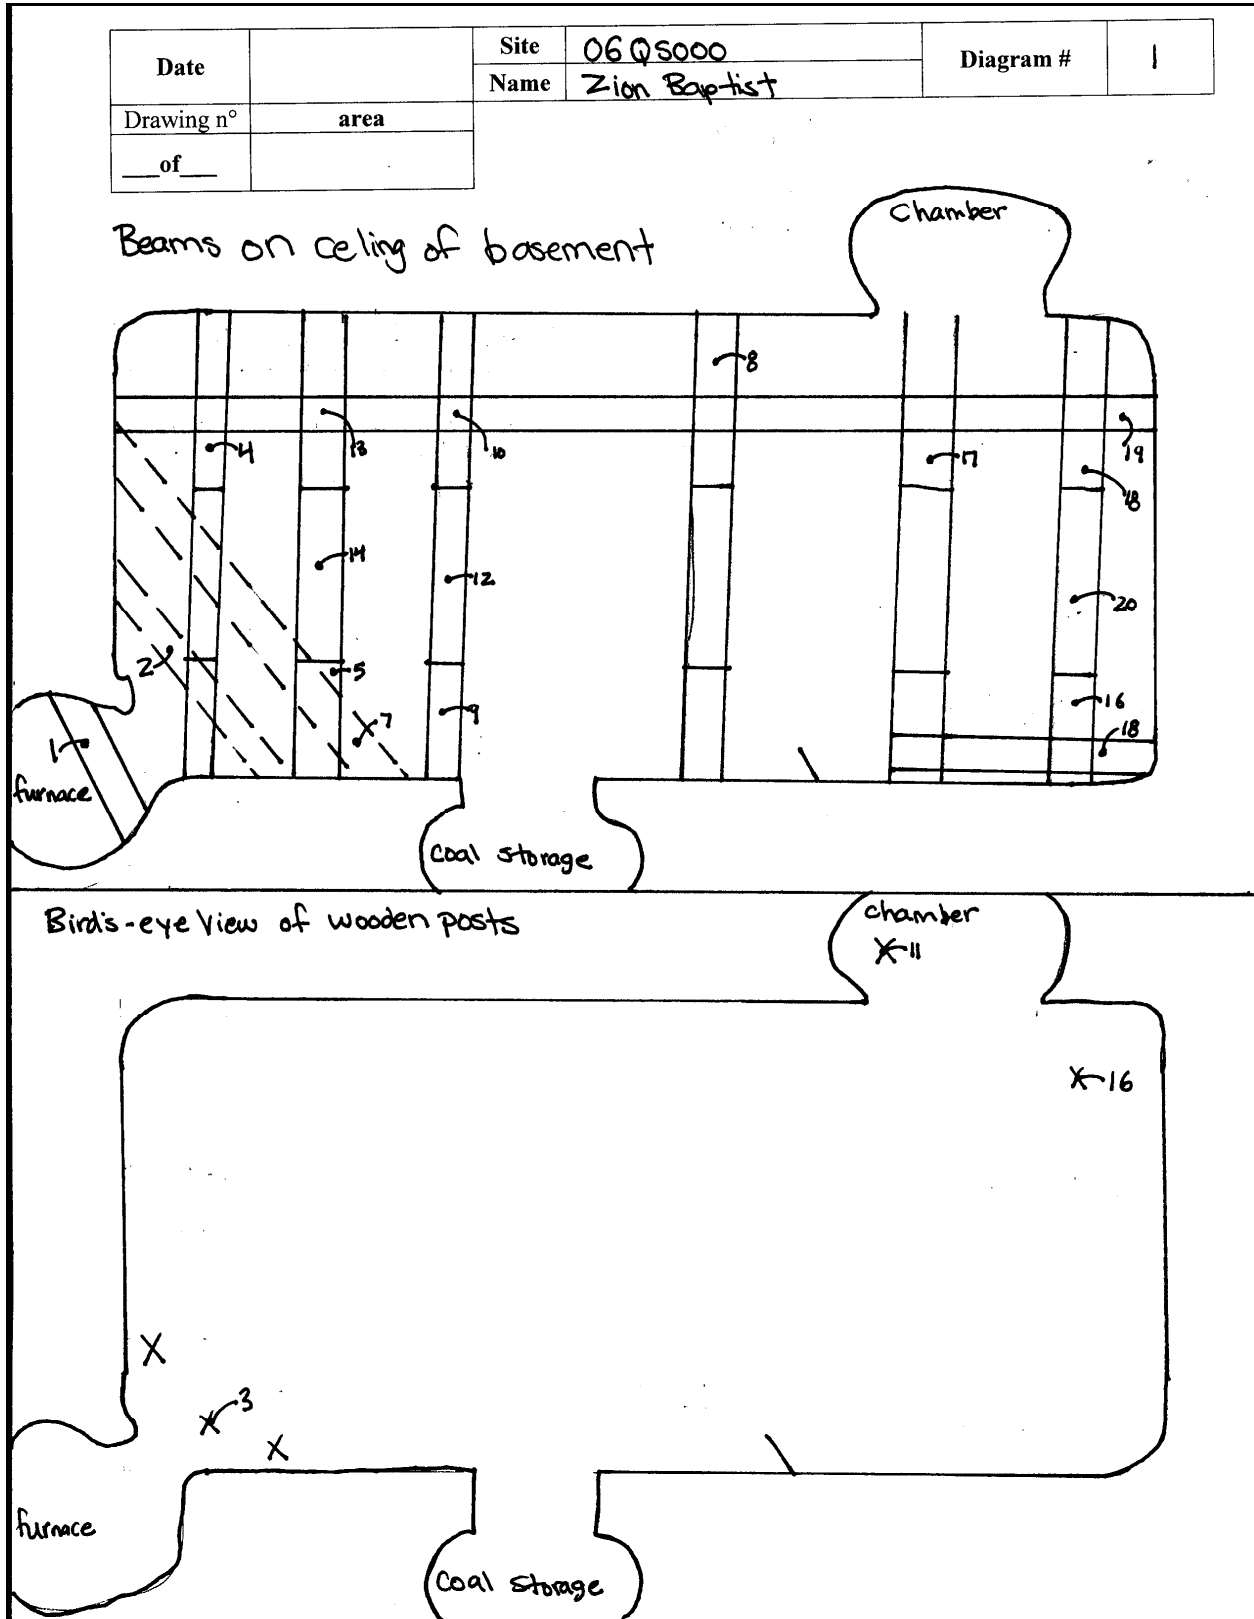 Date
Site 06QS000 Diagram # 1
Name Zion Baptist
Drawing n° area
___of___
Chamber
Beams on celing of basement
8
4 13 10 17 19
18
14 12
20
2 5
16
1 7 9 18
furnace
coal storage
Bird's-eye View of wooden posts
chamber
11
16
3
furnace
Coal storage